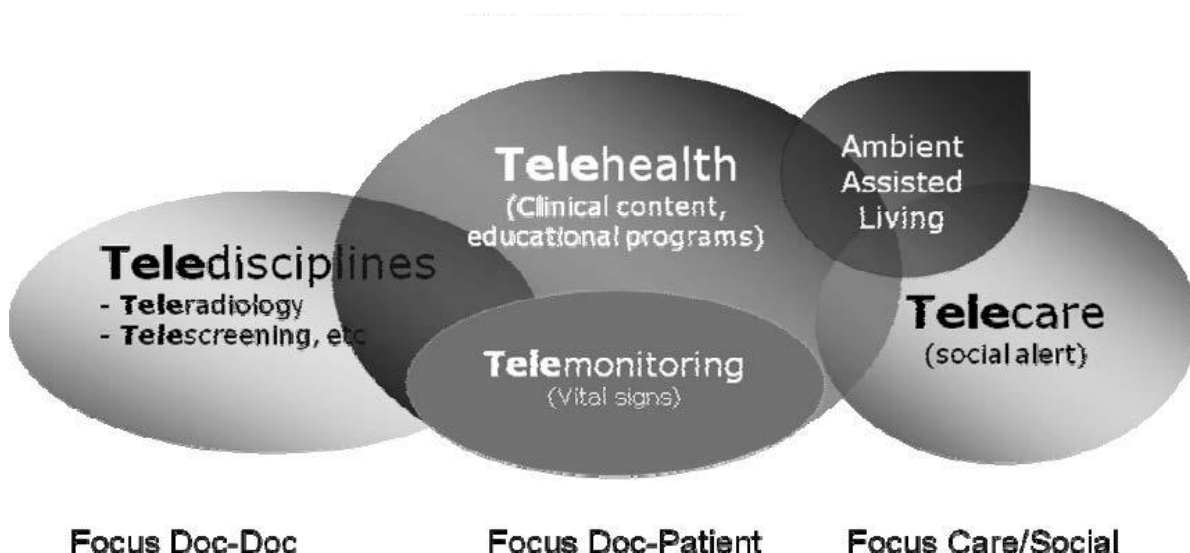 Telehealth
(Clinical content,
educational programs)
Ambient
Assisted
Living
Teledisciplines
- Teleradiology
- Telescreening, etc
Telemonitoring
(Vital signs)
Telecare
(social alert)
Focus Doc-Doc
Focus Doc-Patient
Focus Care/Social